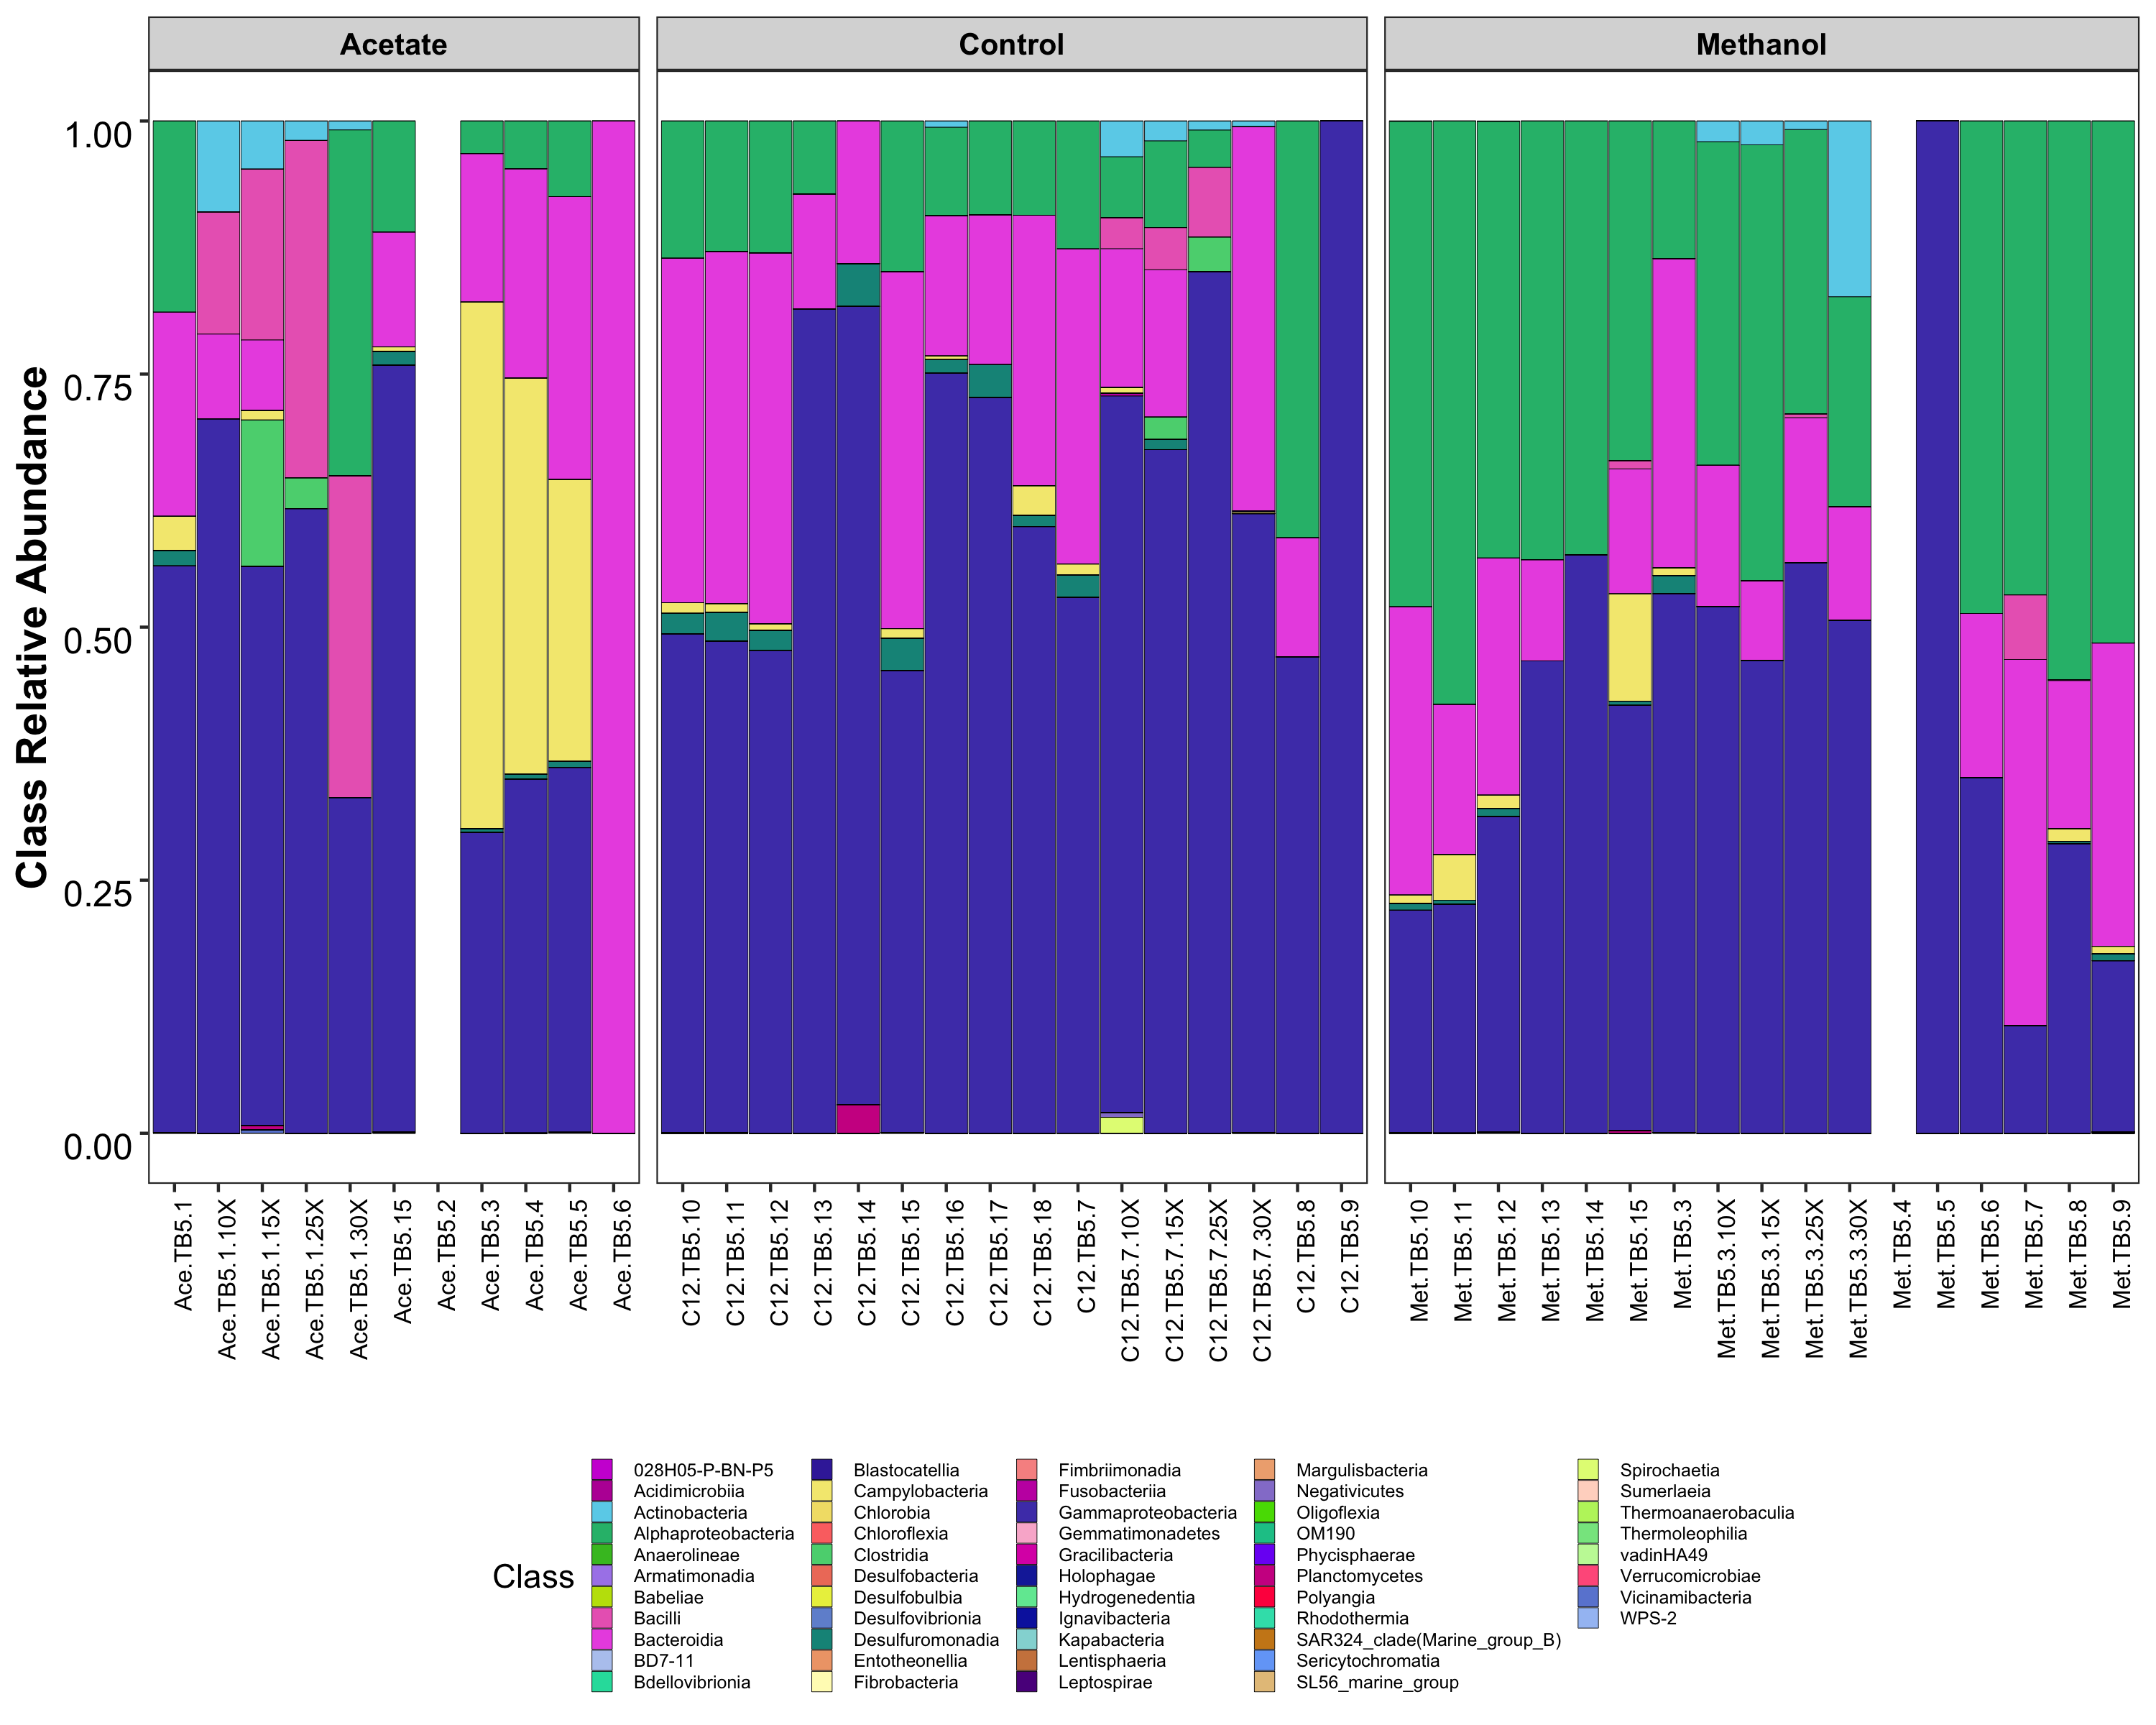 Acetate
Control
Methanol
Class Relative Abundance
1.00
0.75
0.50
0.25
0.00
Ace.TB5.1
Ace.TB5.1.10X
Ace.TB5.1.15X
Ace.TB5.1.25X
Ace.TB5.1.30X
Ace.TB5.15
Ace.TB5.2
Ace.TB5.3
Ace.TB5.4
Ace.TB5.5
Ace.TB5.6
C12.TB5.10
C12.TB5.11
C12.TB5.12
C12.TB5.13
C12.TB5.14
C12.TB5.15
C12.TB5.16
C12.TB5.17
C12.TB5.18
C12.TB5.7
C12.TB5.7.10X
C12.TB5.7.15X
C12.TB5.7.25X
C12.TB5.7.30X
C12.TB5.8
C12.TB5.9
Met.TB5.10
Met.TB5.11
Met.TB5.12
Met.TB5.13
Met.TB5.14
Met.TB5.15
Met.TB5.3
Met.TB5.3.10X
Met.TB5.3.15X
Met.TB5.3.25X
Met.TB5.3.30X
Met.TB5.4
Met.TB5.5
Met.TB5.6
Met.TB5.7
Met.TB5.8
Met.TB5.9
Class
028H05-P-BN-P5
Acidimicrobiia
Actinobacteria
Alphaproteobacteria
Anaerolineae
Armatimonadia
Babeliae
Bacilli
Bacteroidia
BD7-11
Bdellovibrionia
Blastocatellia
Campylobacteria
Chlorobia
Chloroflexia
Clostridia
Desulfobacteria
Desulfobulbia
Desulfovibrionia
Desulfuromonadia
Entotheonellia
Fibrobacteria
Fimbriimonadia
Fusobacteriia
Gammaproteobacteria
Gemmatimonadetes
Gracilibacteria
Holophagae
Hydrogenedentia
Ignavibacteria
Kapabacteria
Lentisphaeria
Leptospirae
Margulisbacteria
Negativicutes
Oligoflexia
OM190
Phycisphaerae
Planctomycetes
Polyangia
Rhodothermia
SAR324_clade(Marine_group_B)
Sericytochromatia
SL56_marine_group
Spirochaetia
Sumerlaeia
Thermoanaerobaculia
Thermoleophilia
vadinHA49
Verrucomicrobiae
Vicinamibacteria
WPS-2